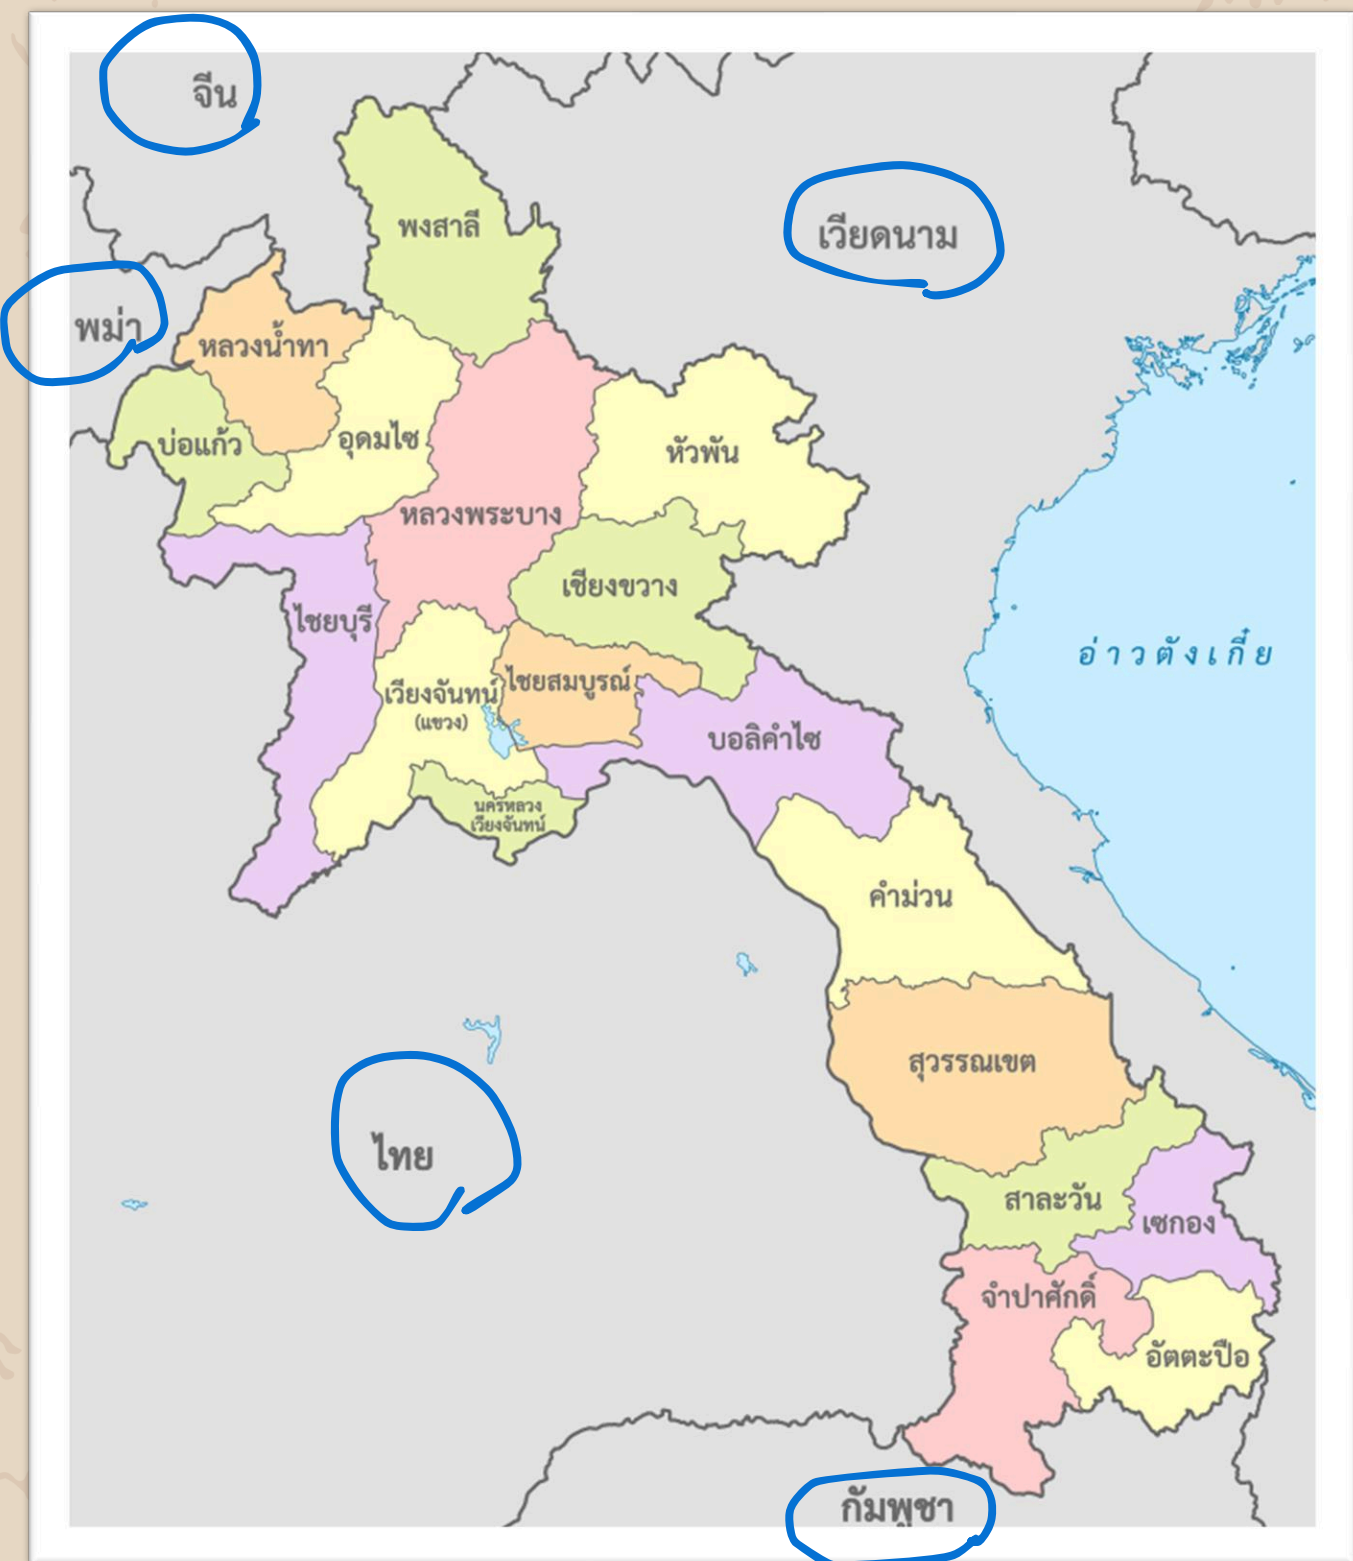 จีน
พงสาลี
เวียดนาม
พม่า
หลวงน้ำทา
บ่อแก้ว
อุดมไซ
หัวพัน
หลวงพระบาง
เชียงขวาง
ไชยบุรี
อ่าวตังเกี๋ย
ไชยสมบูรณ์
เวียงจันทน์
(แขวง)
บอลิคำไซ
นครหลวง
เวียงจันทน์
คำม่วน
สุวรรณเขต
ไทย
สาละวัน
เซกอง
จำปาศักดิ์
อัตตะปือ
กัมพูชา